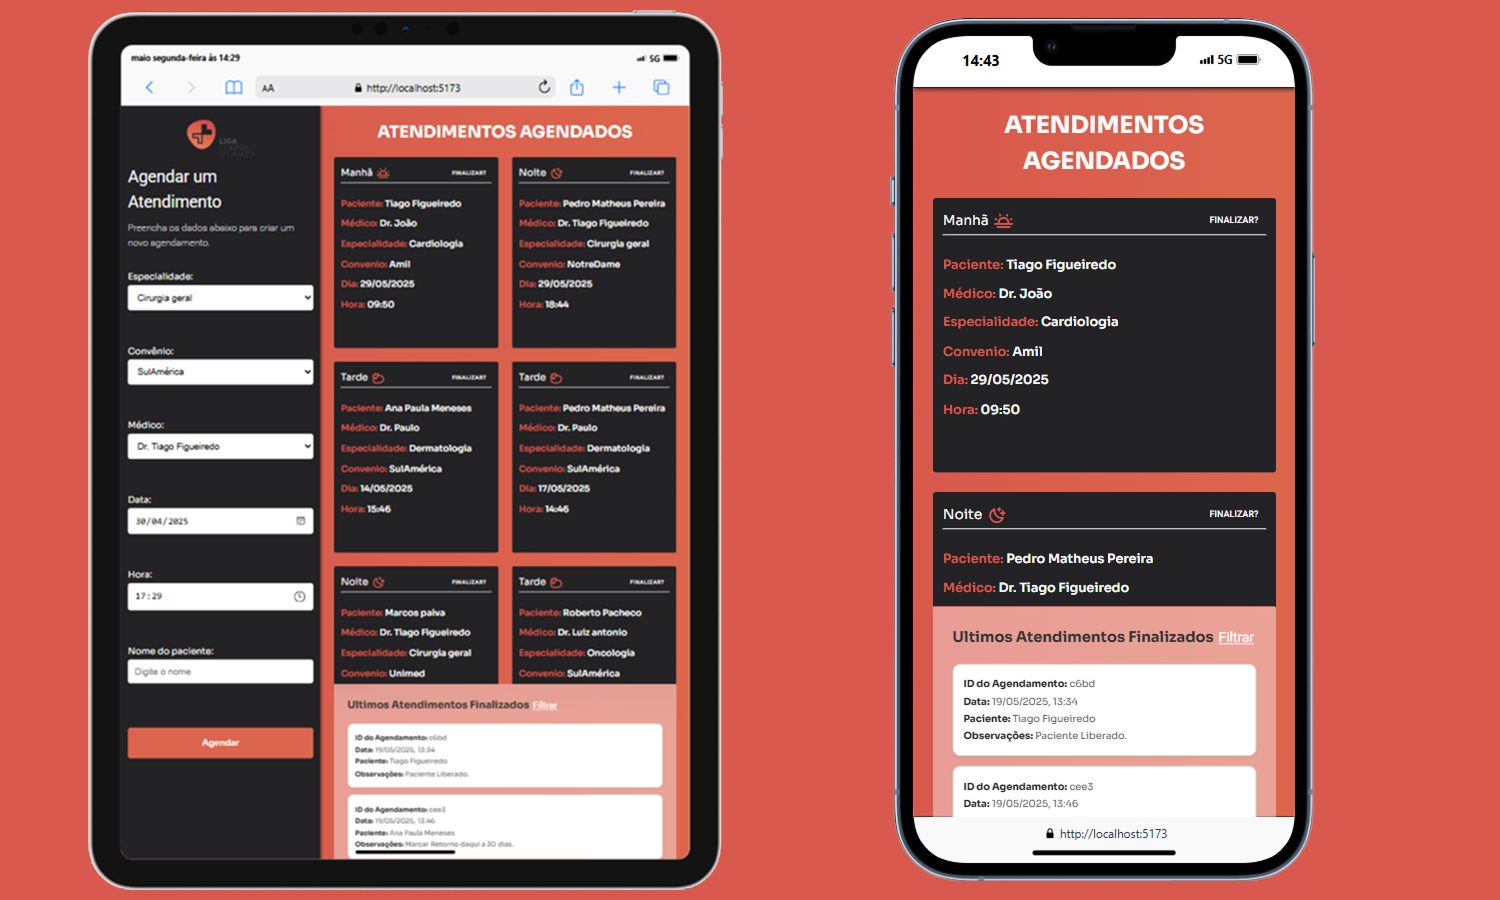 maio segunda-feira às 14:29
5G
AA
http://localhost:5173
LIGA
Agendar um
Atendimento
Preencha os dados abaixo para criar um
novo agendamento.
Especialidade:
Cirurgia geral
Convênio:
SulAmérica
Médico:
Dr. Tiago Figueiredo
Data:
30/04/2025
Hora:
17:29
Nome do paciente:
Digite o nome
Agendar
ATENDIMENTOS AGENDADOS
Manhã FINALIZAR?
Paciente: Tiago Figueiredo
Médico: Dr. João
Especialidade: Cardiologia
Convenio: Amil
Dia: 29/05/2025
Hora: 09:50
Noite FINALIZAR?
Paciente: Pedro Matheus Pereira
Médico: Dr. Tiago Figueiredo
Especialidade: Cirurgia geral
Convenio: NotreDame
Dia: 29/05/2025
Hora: 18:44
Tarde FINALIZAR?
Paciente: Ana Paula Meneses
Médico: Dr. Paulo
Especialidade: Dermatologia
Convenio: SulAmérica
Dia: 14/05/2025
Hora: 15:46
Tarde FINALIZAR?
Paciente: Pedro Matheus Pereira
Médico: Dr. Paulo
Especialidade: Dermatologia
Convenio: SulAmérica
Dia: 17/05/2025
Hora: 14:46
Noite FINALIZAR?
Paciente: Marcos paiva
Médico: Dr. Tiago Figueiredo
Especialidade: Cirurgia geral
Convenio: Unimed
Tarde FINALIZAR?
Paciente: Roberto Pacheco
Médico: Dr. Luiz antonio
Especialidade: Oncologia
Convenio: SulAmérica
Ultimos Atendimentos Finalizados Filtrar
ID do Agendamento: c6bd
Data: 19/05/2025, 13:34
Paciente: Tiago Figueiredo
Observações: Paciente Liberado.
ID do Agendamento: cee3
Data: 19/05/2025, 13:46
Paciente: Ana Paula Meneses
Observações: Marcar Retorno daqui a 30 dias.
14:43
5G
ATENDIMENTOS
AGENDADOS
Manhã FINALIZAR?
Paciente: Tiago Figueiredo
Médico: Dr. João
Especialidade: Cardiologia
Convenio: Amil
Dia: 29/05/2025
Hora: 09:50
Noite FINALIZAR?
Paciente: Pedro Matheus Pereira
Médico: Dr. Tiago Figueiredo
Ultimos Atendimentos Finalizados Filtrar
ID do Agendamento: c6bd
Data: 19/05/2025, 13:34
Paciente: Tiago Figueiredo
Observações: Paciente Liberado.
ID do Agendamento: cee3
Data: 19/05/2025, 13:46
http://localhost:5173